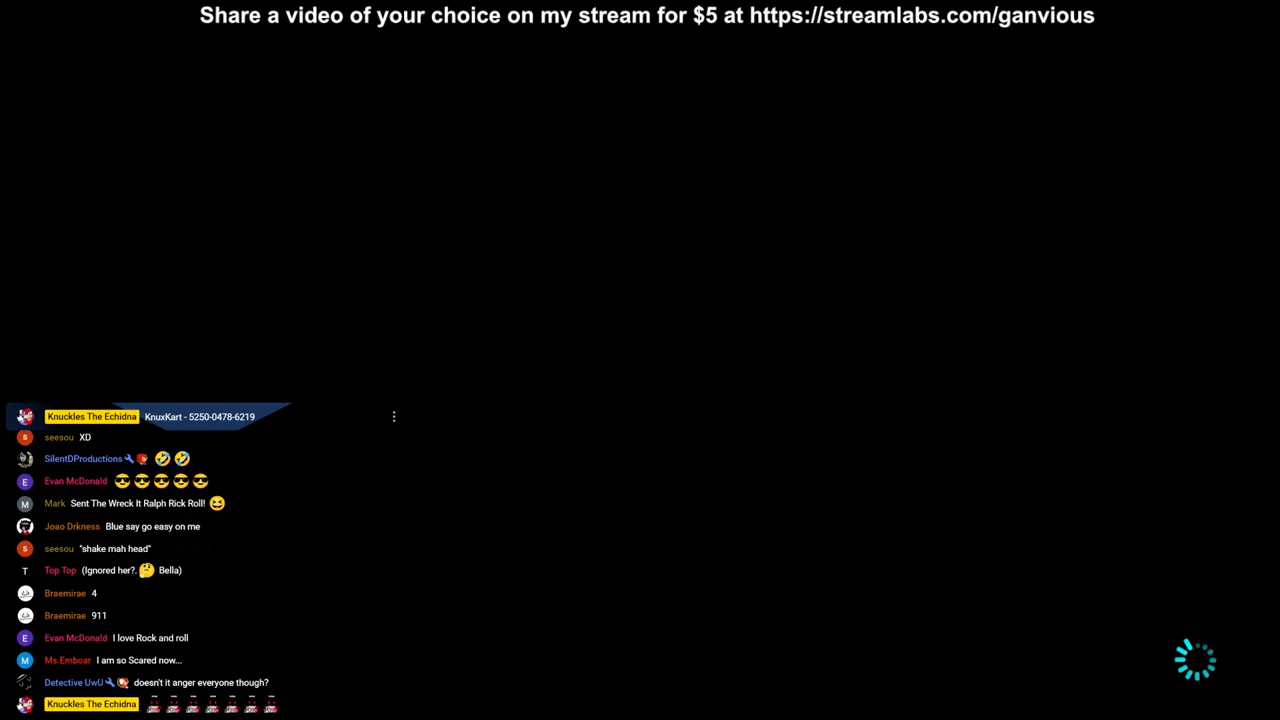 Share a video of your choice on my stream for $5 at https://streamlabs.com/ganvious
Knuckles The Echidna KnuxKart - 5250-0478-6219
S seesou XD
SilentDProductions
E Evan McDonald
M Mark Sent The Wreck It Ralph Rick Roll!
Joao Drkness Blue say go easy on me
S seesou "shake mah head"
T Top Top (Ignored her?. Bella)
Braemirae 4
Braemirae 911
E Evan McDonald I love Rock and roll
M Ms.Emboar I am so Scared now...
Detective UwU doesn't it anger everyone though?
Knuckles The Echidna